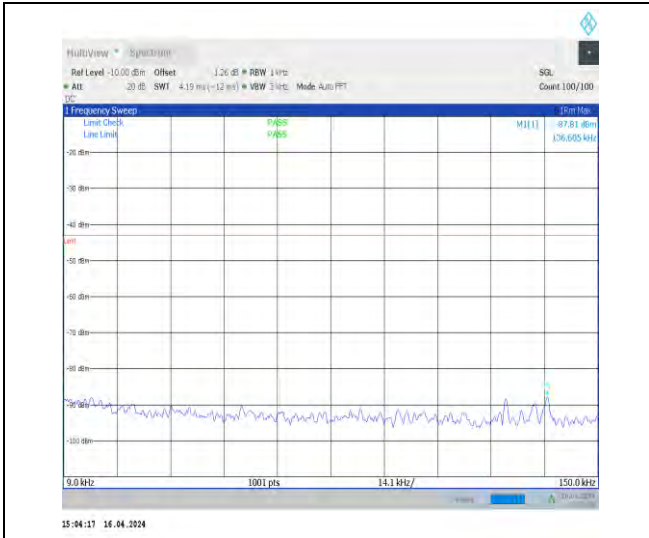 MultiView Spectrum
Ref Level -10.00 dBm Offset 1.26 dB RBW 1 kHz SGL
Att 20 dB SWT 4.19 ms (~12 ms) VBW 3 kHz Mode Auto FFT Count 100/100
DC
1 Frequency Sweep 1Rm Max
Limit Check PASS M1[1] -87.81 dBm
Line Limit PASS 136.605 kHz
-20 dBm
-30 dBm
-40 dBm
-50 dBm
-60 dBm
-70 dBm
-80 dBm
-90 dBm
-100 dBm
9.0 kHz 1001 pts 14.1 kHz/ 150.0 kHz
15:04:17 16.04.2024